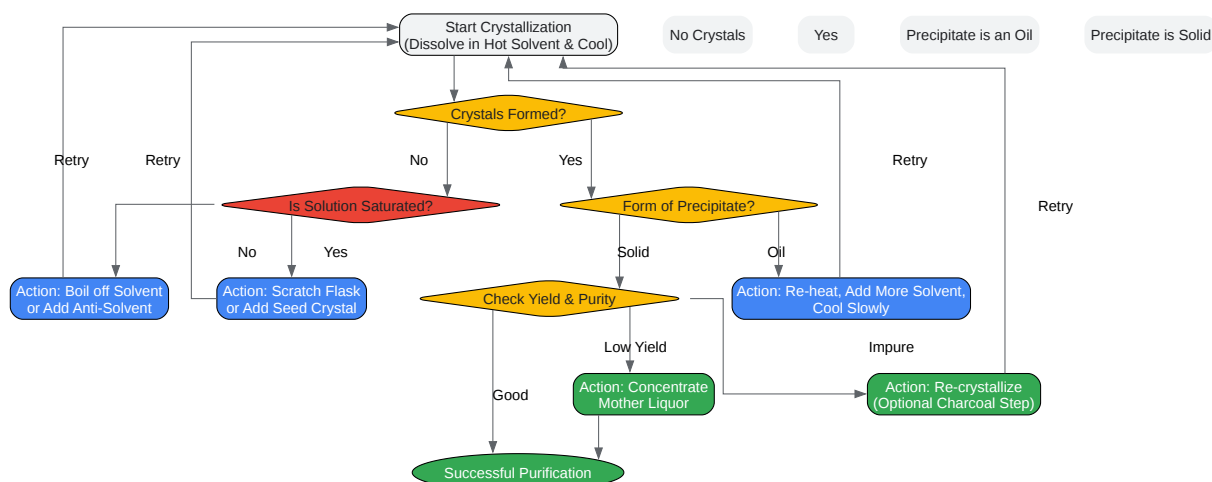 Start Crystallization
(Dissolve in Hot Solvent & Cool)
No Crystals
Yes
Precipitate is an Oil
Precipitate is Solid
Crystals Formed?
Retry
Retry
No
Yes
Retry
Is Solution Saturated?
Form of Precipitate?
Retry
No
Yes
Solid
Oil
Action: Boil off Solvent
or Add Anti-Solvent
Action: Scratch Flask
or Add Seed Crystal
Check Yield & Purity
Action: Re-heat, Add More Solvent,
Cool Slowly
Low Yield
Impure
Good
Action: Concentrate
Mother Liquor
Action: Re-crystallize
(Optional Charcoal Step)
Successful Purification